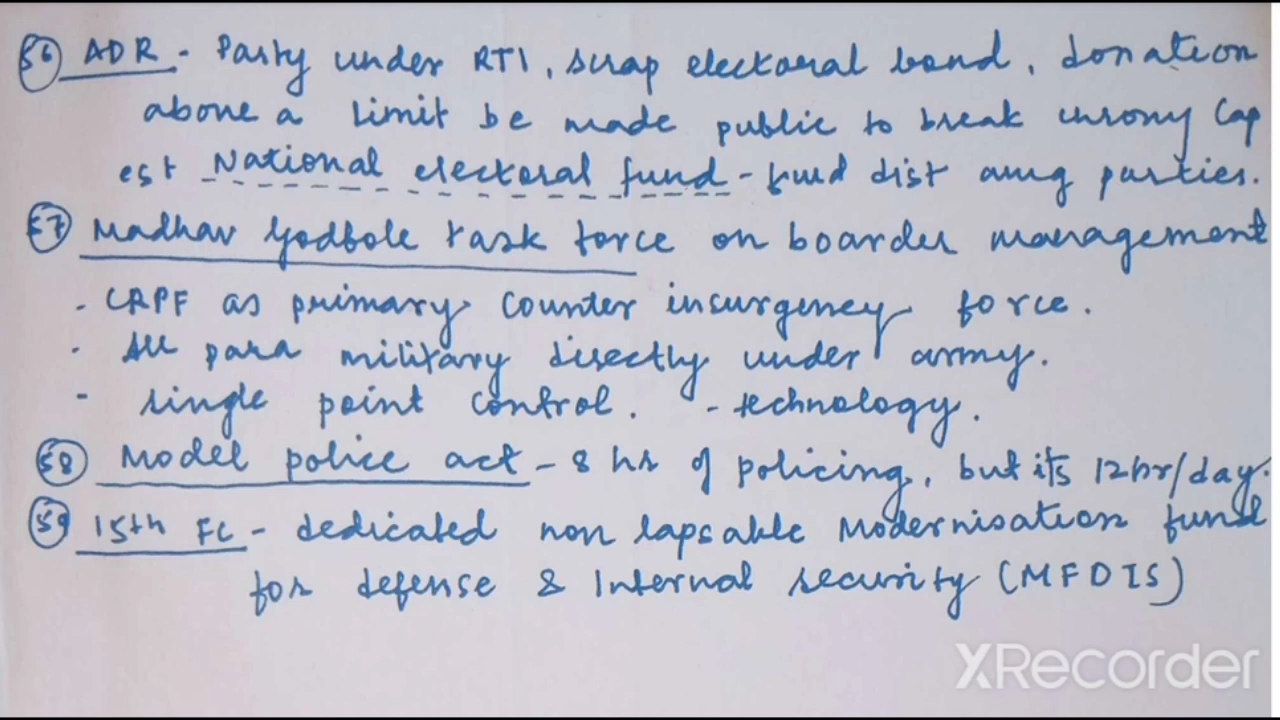 56 ADR - Party under RTI, scrap electoral bond, donation
above a limit be made public to break crony Cap
est National electoral fund - fund dist amg parties.
57 Madhav Godbole task force on boarder management
- CRPF as primary counter insurgency force.
- All para military directly under army.
- single point control. - technology.
58 Model police act - 8 hr of policing, but it's 12hr/day.
59 15th FC - dedicated non lapsable Modernisation fund
for defense & Internal security (MFDIS)
XRecorder